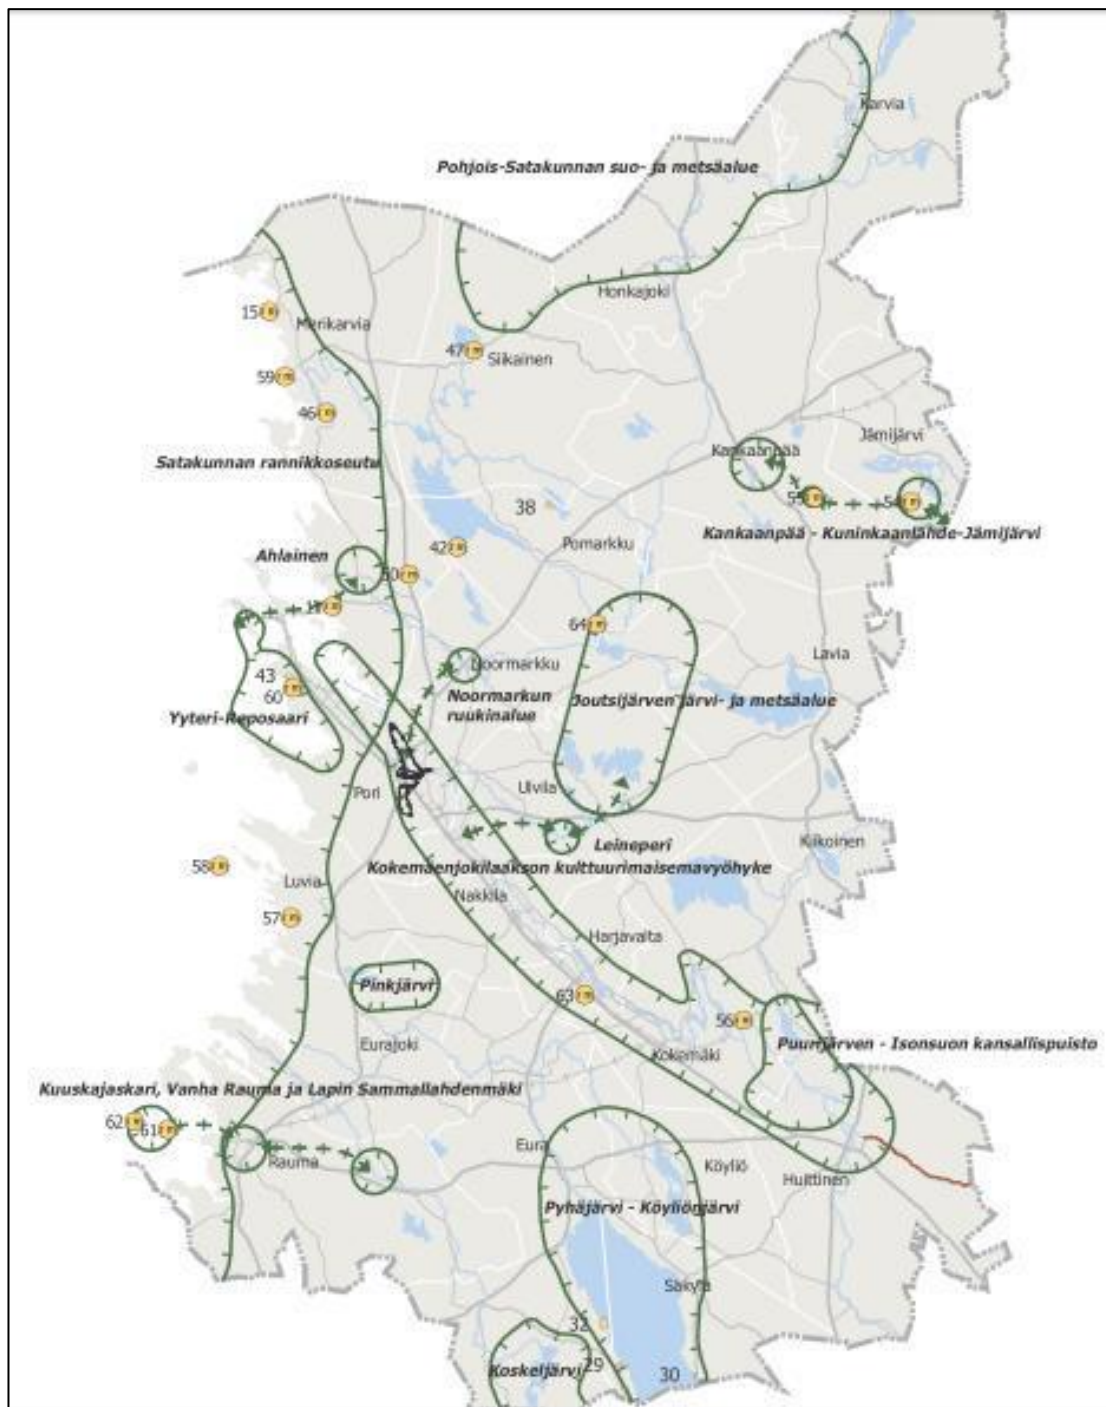 Karvia
Pohjois-Satakunnan suo- ja metsäalue
Honkajoki
15
Merikarvia
47
Siikainen
59
46
Jämijärvi
Kankaanpää
Satakunnan rannikkoseutu
54
38
Kankaanpää - Kuninkaanlähde-Jämijärvi
42
Pomarkku
Ahlainen
64
Lavia
Noormarkku
43
60
Noormarkun
ruukinalue
Joutsijärven järvi- ja metsäalue
Yyteri-Reposaari
Pori
Ulvila
Kiikoinen
Leineperi
58
Kokemäenjokilaakson kulttuurimaisemavyöhyke
Luvia
Nakkila
57
Harjavalta
Pinkjärvi
63
56
Eurajoki
Kokemäki
Puurijärven - Isonsuon kansallispuisto
Kuuskajaskari, Vanha Rauma ja Lapin Sammallahdenmäki
62
61
Eura
Rauma
Köyliö
Huittinen
Pyhäjärvi - Köyliönjärvi
Säkylä
32
Koskeljärvi
29
30